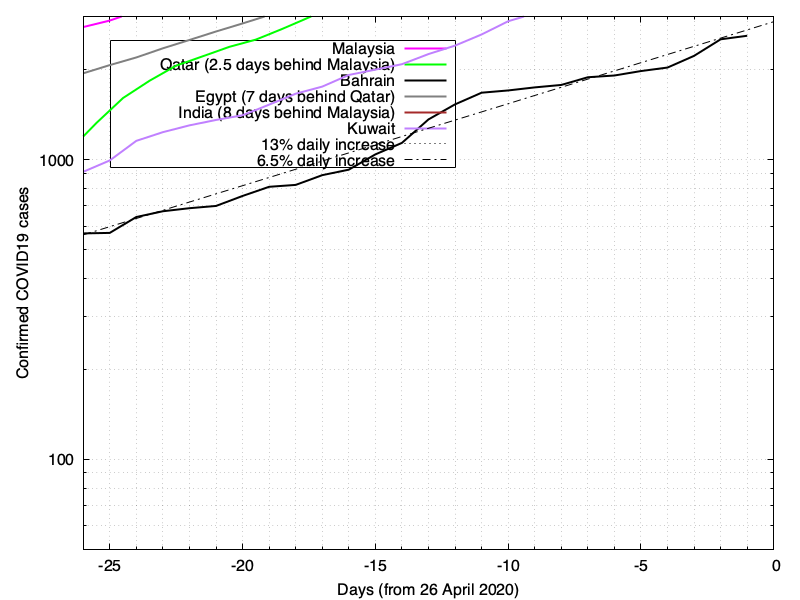 Malaysia
Qatar (2.5 days behind Malaysia)
Bahrain
Egypt (7 days behind Qatar)
India (8 days behind Malaysia)
Kuwait
13% daily increase
6.5% daily increase
1000
100
Confirmed COVID19 cases
-25 -20 -15 -10 -5 0
Days (from 26 April 2020)